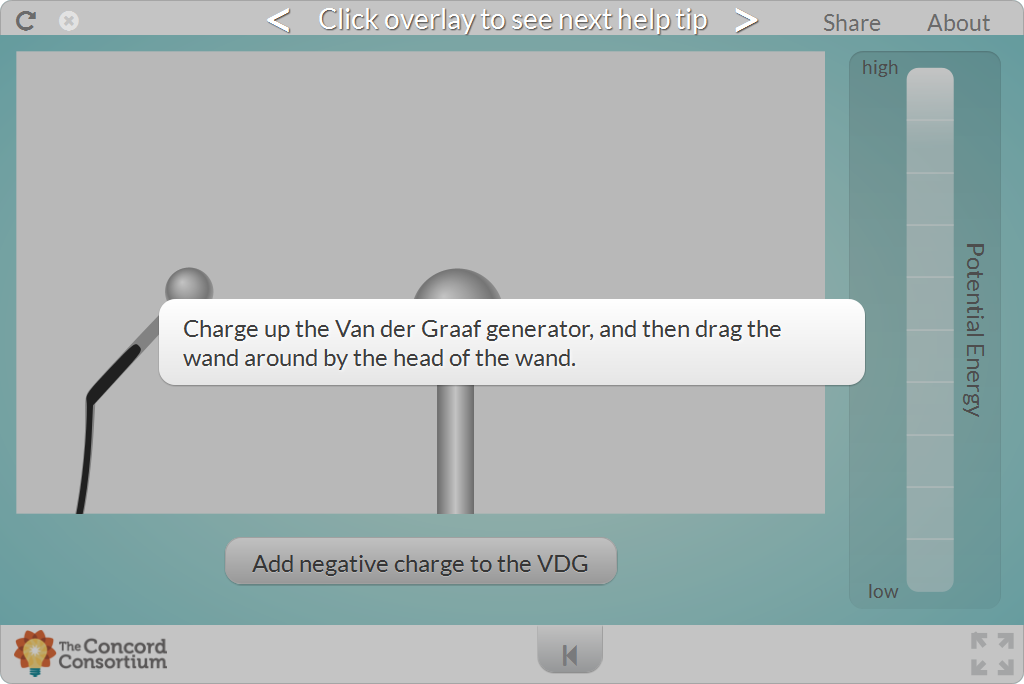 < Click overlay to see next help tip >
Share
About
high
Potential Energy
Charge up the Van der Graaf generator, and then drag the
wand around by the head of the wand.
low
Add negative charge to the VDG
The Concord
Consortium